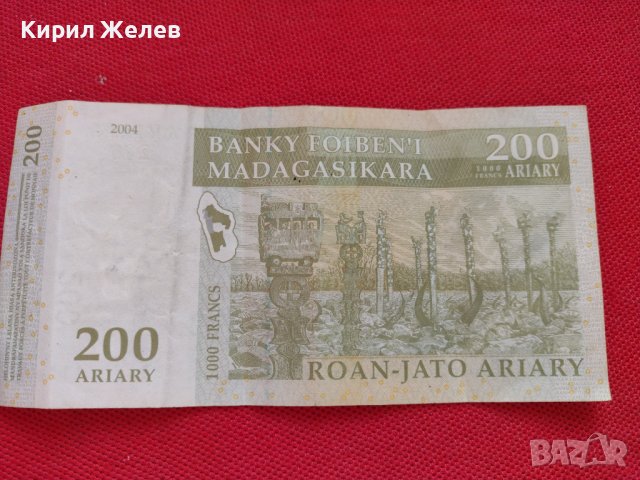 Кирил Желев
2004
BANKY FOIBEN'I
MADAGASIKARA
200
1000
FRANCS
ARIARY
200
1000 FRANCS
200
ARIARY
ROAN-JATO ARIARY
BAZAR